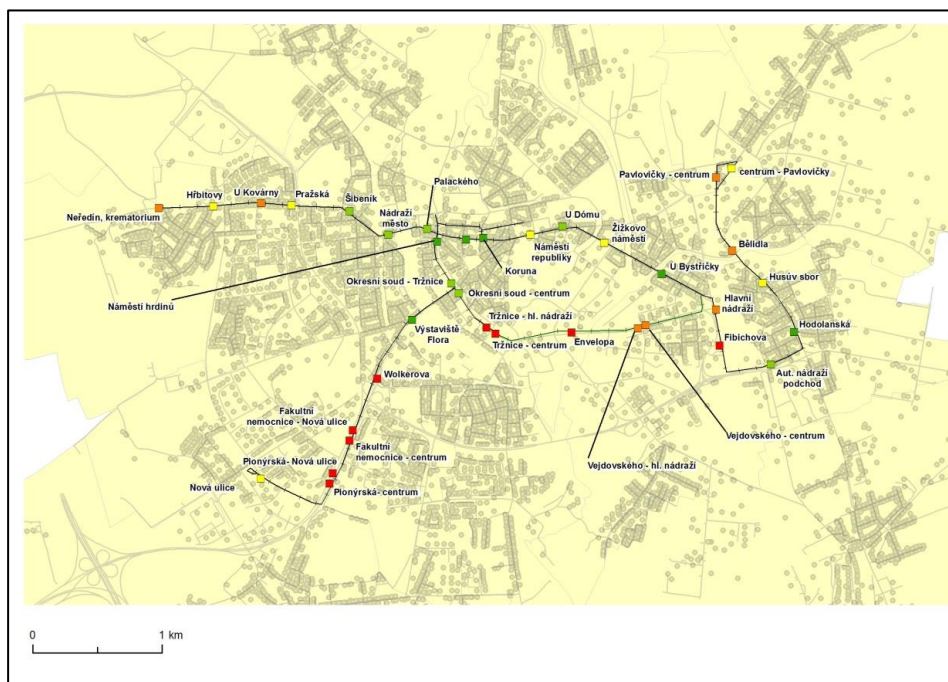 Palackého
Pavlovičky - centrum
centrum - Pavlovičky
Hřbitovy
U Kovárny
Pražská
Šibeník
Neředín, krematorium
Nádraží
město
U Dómu
Žižkovo
náměstí
Náměstí
republiky
Bělidla
Koruna
U Bystřičky
Husův sbor
Okresní soud - Tržnice
Okresní soud - centrum
Náměstí hrdinů
Hlavní
nádraží
Výstaviště
Flora
Tržnice - hl. nádraží
Tržnice - centrum
Envelopa
Fibichova
Hodolanská
Aut. nádraží
podchod
Wolkerova
Fakultní
nemocnice - Nová ulice
Fakultní
nemocnice - centrum
Vejdovského - centrum
Pionýrská- Nová ulice
Vejdovského - hl. nádraží
Nová ulice
Pionýrská- centrum
0 1 km